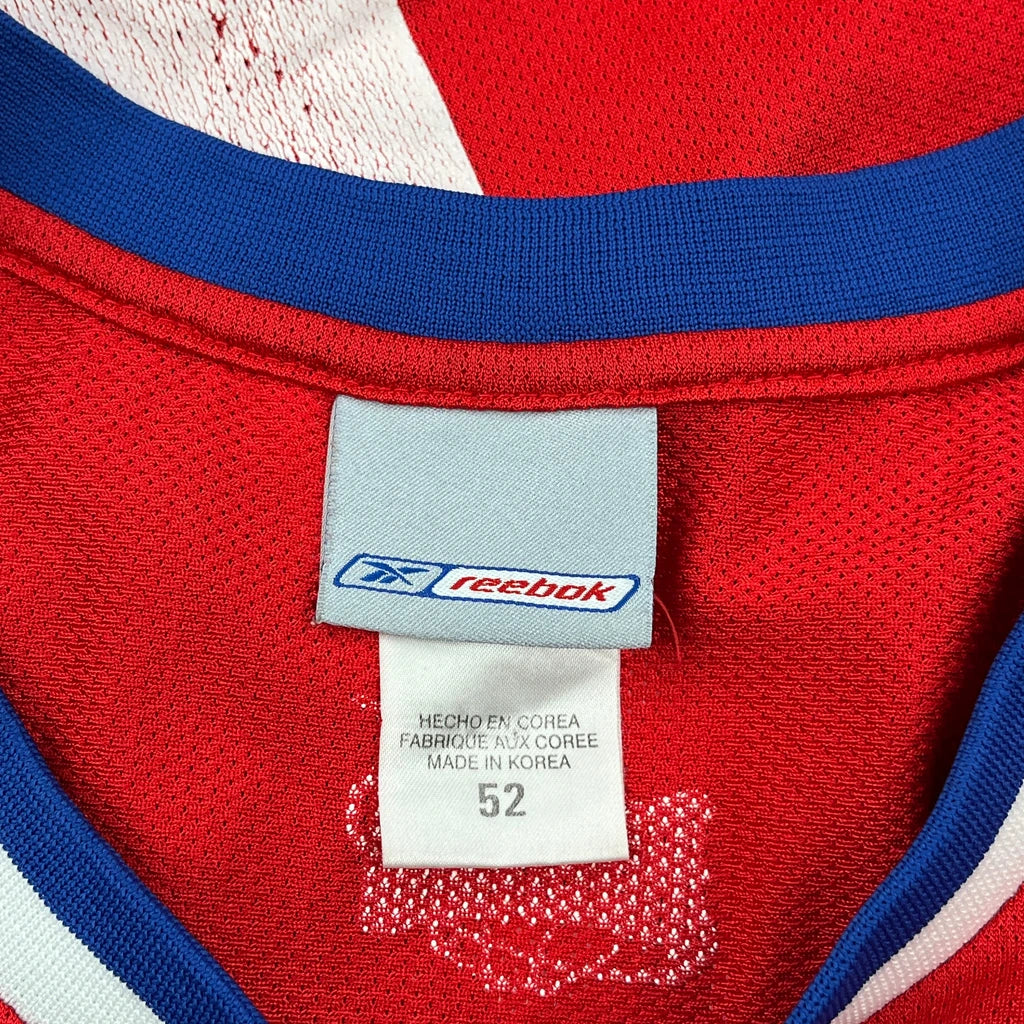 reebok
HECHO EN COREA
FABRIQUE AUX COREE
MADE IN KOREA
52